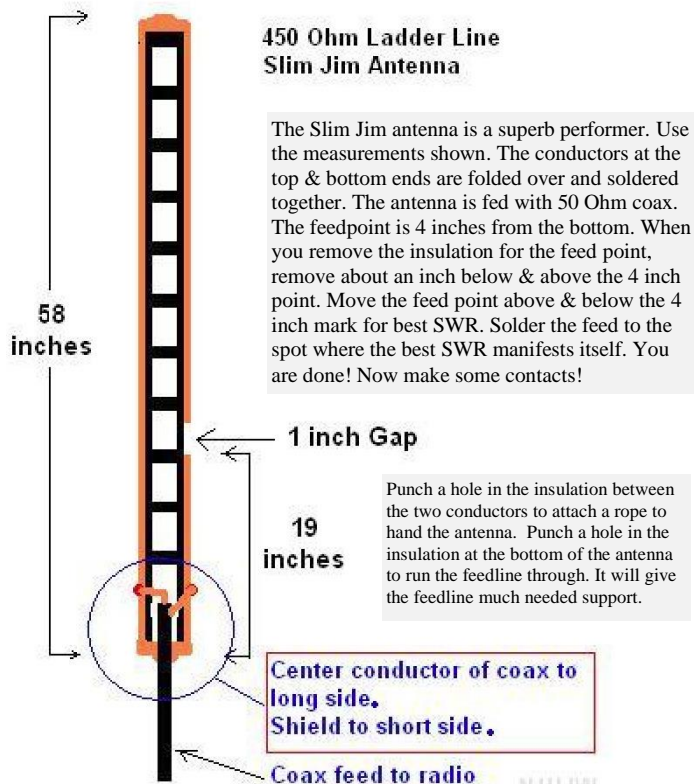 450 Ohm Ladder Line
Slim Jim Antenna
The Slim Jim antenna is a superb performer. Use
the measurements shown. The conductors at the
top & bottom ends are folded over and soldered
together. The antenna is fed with 50 Ohm coax.
The feedpoint is 4 inches from the bottom. When
you remove the insulation for the feed point,
remove about an inch below & above the 4 inch
point. Move the feed point above & below the 4
inch mark for best SWR. Solder the feed to the
spot where the best SWR manifests itself. You
are done! Now make some contacts!
58
inches
1 inch Gap
19
inches
Punch a hole in the insulation between
the two conductors to attach a rope to
hand the antenna. Punch a hole in the
insulation at the bottom of the antenna
to run the feedline through. It will give
the feedline much needed support.
Center conductor of coax to
long side.
Shield to short side.
Coax feed to radio